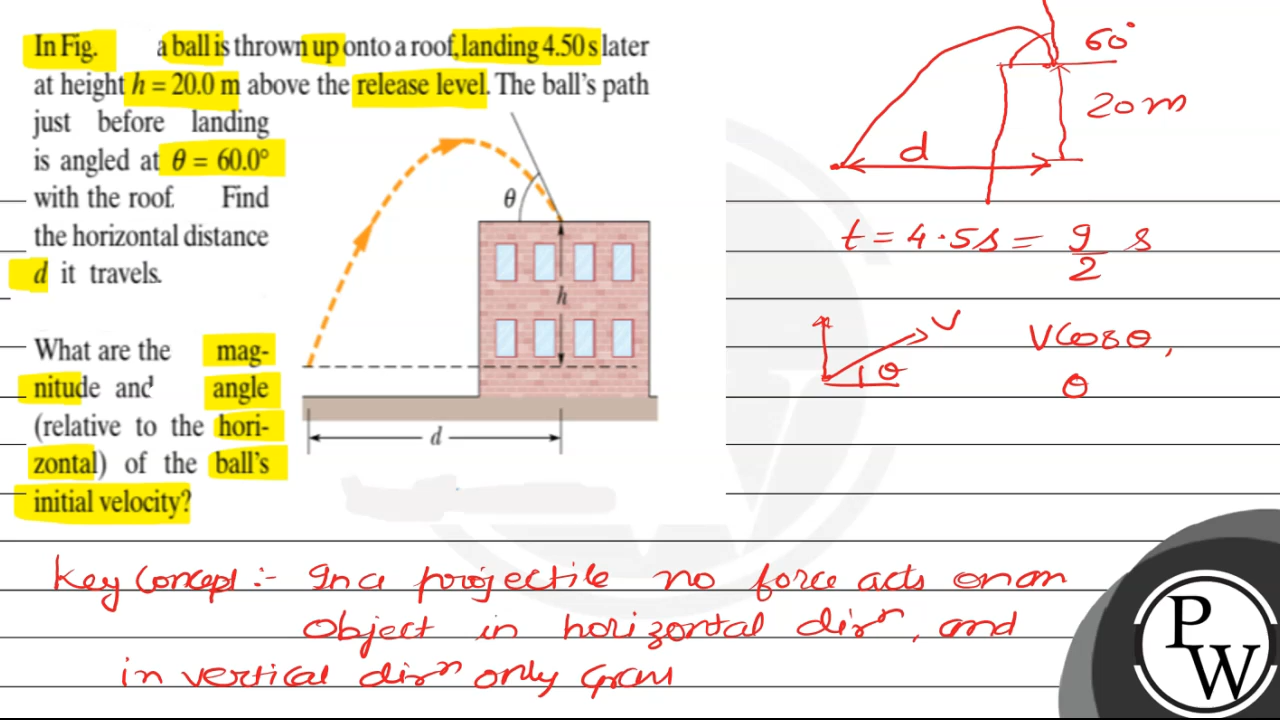 In Fig. a ball is thrown up onto a roof, landing 4.50 s later
at height h = 20.0 m above the release level. The ball's path
just before landing
is angled at θ = 60.0°
with the roof. Find
the horizontal distance
d it travels.
What are the mag-
nitude and angle
(relative to the hori-
zontal) of the ball's
initial velocity?
θ
h
d
60°
20m
d
t = 4.5s = 9/2 s
V
θ
Vcosθ,
θ
Key Concept :- In a projectile no force acts on an
object in horizontal dirⁿ, and
in vertical dirⁿ only Grav
PW